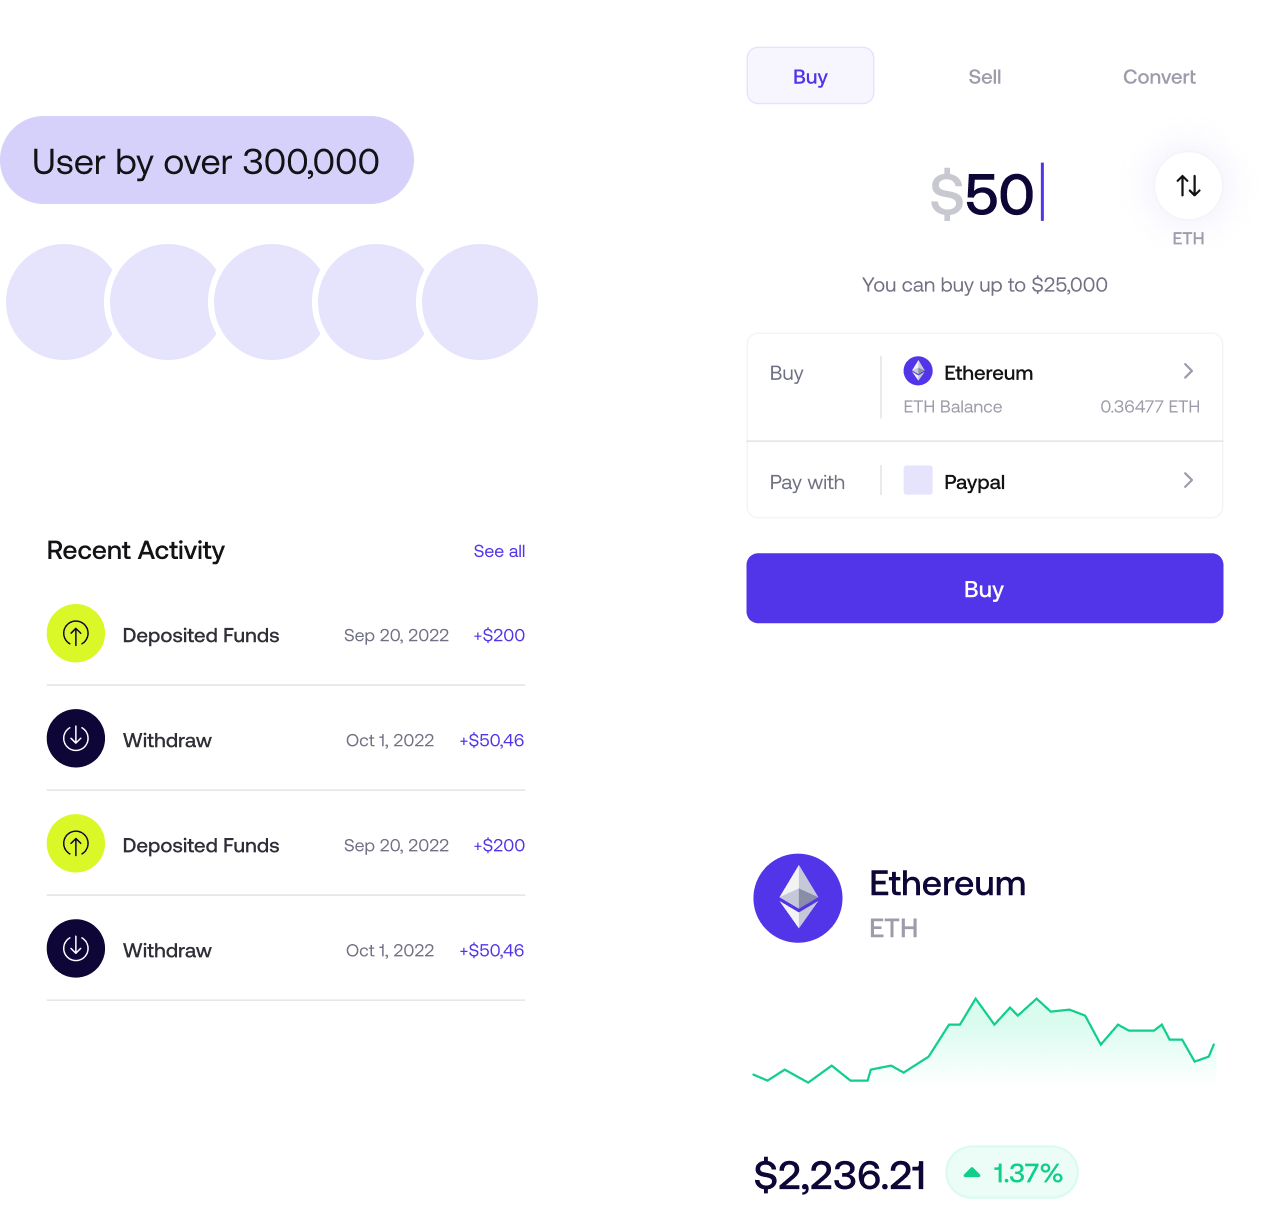 User by over 300,000
Recent Activity See all
Deposited Funds Sep 20, 2022 +$200
Withdraw Oct 1, 2022 +$50,46
Deposited Funds Sep 20, 2022 +$200
Withdraw Oct 1, 2022 +$50,46
Buy Sell Convert
$50
ETH
You can buy up to $25,000
Buy Ethereum
ETH Balance 0.36477 ETH
Pay with Paypal
Buy
Ethereum
ETH
$2,236.21 1.37%